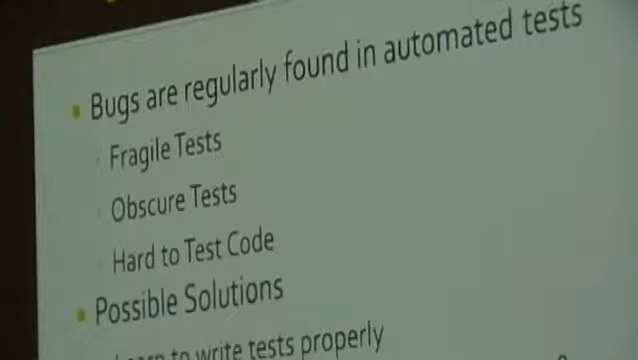 Bugs are regularly found in automated tests
Fragile Tests
Obscure Tests
Hard to Test Code
Possible Solutions
to write tests properly